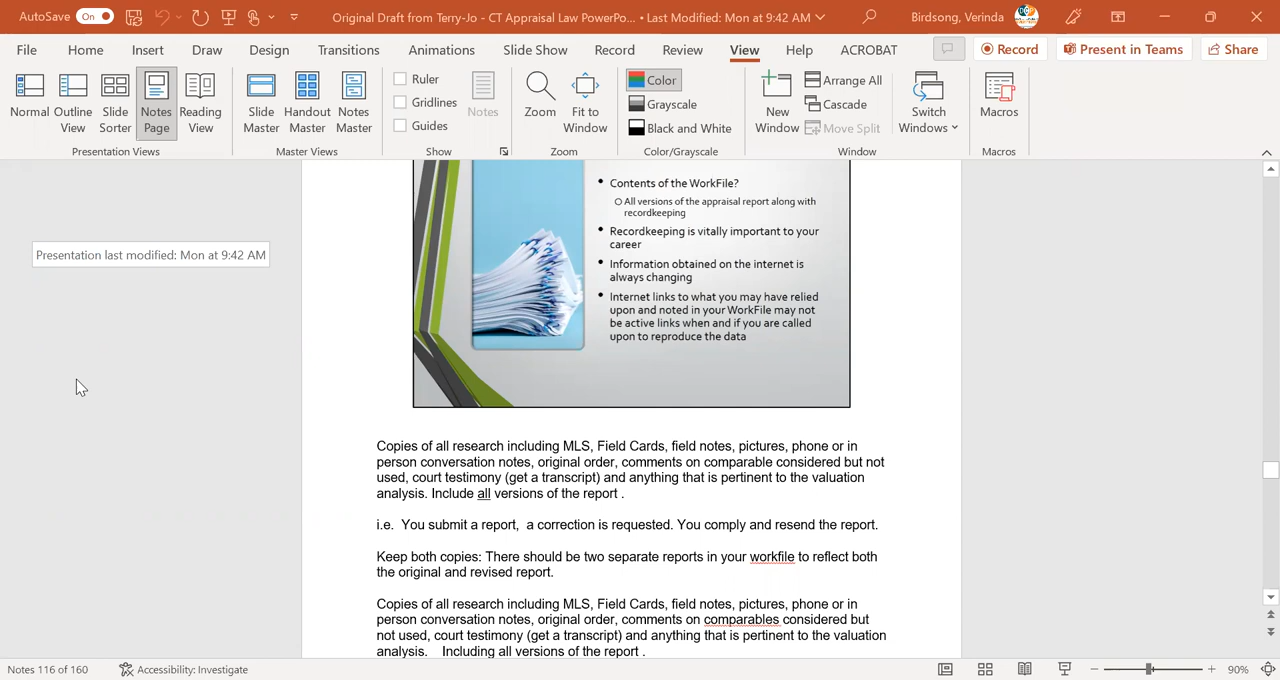 AutoSave On Original Draft from Terry-Jo - CT Appraisal Law PowerPo... • Last Modified: Mon at 9:42 AM Birdsong, Verinda
File Home Insert Draw Design Transitions Animations Slide Show Record Review View Help ACROBAT Record Present in Teams Share
Normal Outline View Slide Sorter Notes Page Reading View
Presentation Views
Slide Master Handout Master Notes Master
Master Views
Ruler
Gridlines
Guides
Notes
Show
Zoom Fit to Window
Zoom
Color
Grayscale
Black and White
Color/Grayscale
New Window
Arrange All
Cascade
Move Split
Switch Windows
Window
Macros
Macros
Presentation last modified: Mon at 9:42 AM
• Contents of the WorkFile?
All versions of the appraisal report along with
recordkeeping
• Recordkeeping is vitally important to your
career
• Information obtained on the internet is
always changing
• Internet links to what you may have relied
upon and noted in your WorkFile may not
be active links when and if you are called
upon to reproduce the data
Copies of all research including MLS, Field Cards, field notes, pictures, phone or in
person conversation notes, original order, comments on comparable considered but not
used, court testimony (get a transcript) and anything that is pertinent to the valuation
analysis. Include all versions of the report .
i.e. You submit a report, a correction is requested. You comply and resend the report.
Keep both copies: There should be two separate reports in your workfile to reflect both
the original and revised report.
Copies of all research including MLS, Field Cards, field notes, pictures, phone or in
person conversation notes, original order, comments on comparables considered but
not used, court testimony (get a transcript) and anything that is pertinent to the valuation
analysis. Including all versions of the report .
Notes 116 of 160 Accessibility: Investigate 90%